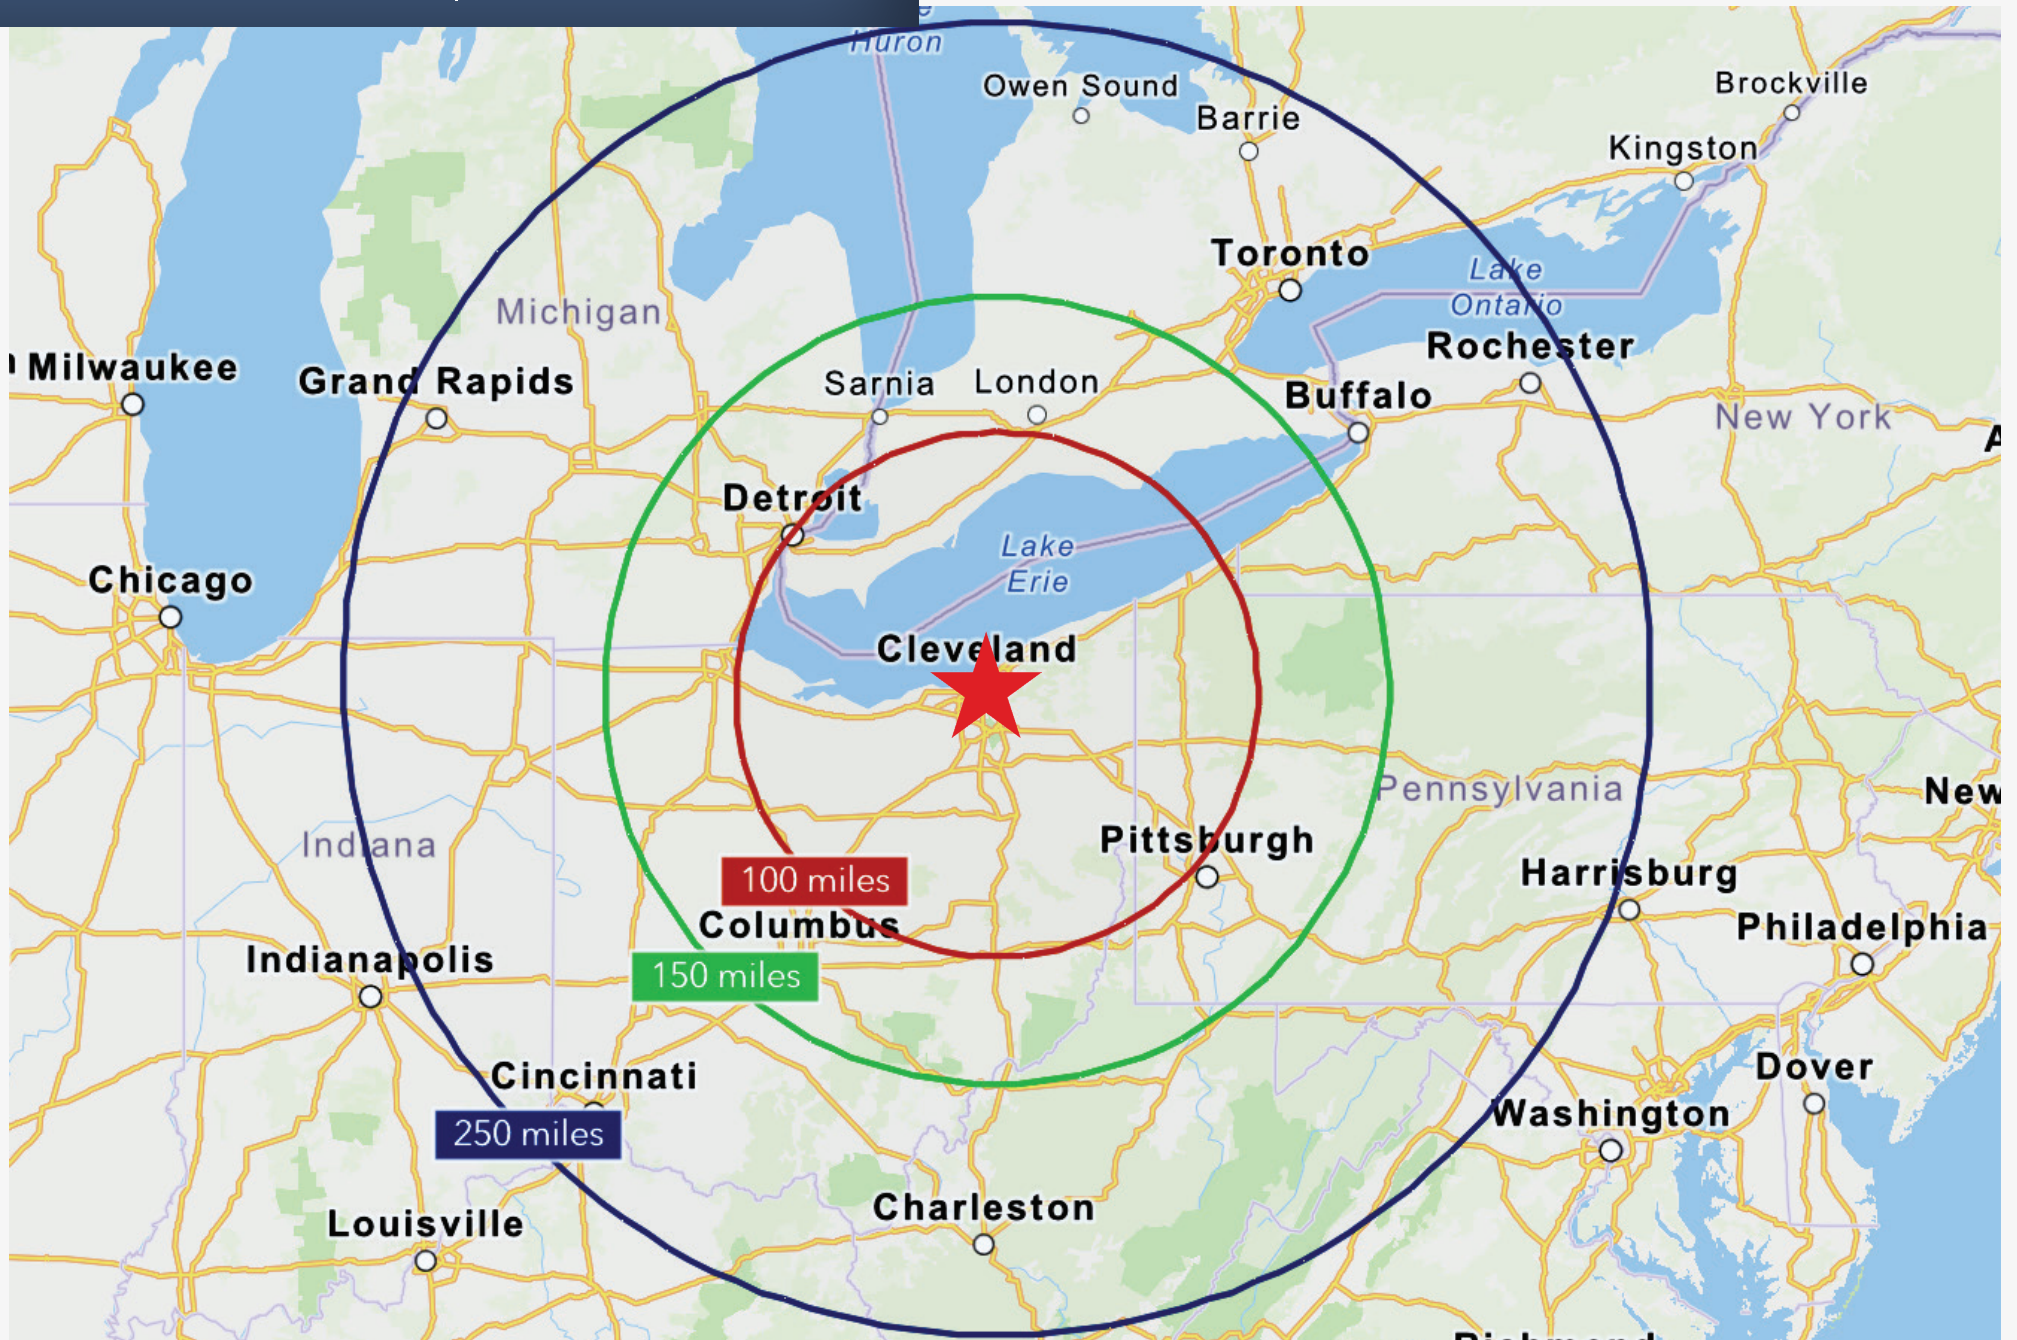 Huron
Owen Sound
Barrie
Brockville
Kingston
Toronto
Lake
Ontario
Michigan
Rochester
Milwaukee
Grand Rapids
Sarnia
London
Buffalo
New York
Detroit
Lake
Erie
Chicago
Cleveland
Pennsylvania
New
Indiana
Pittsburgh
100 miles
Harrisburg
Columbus
Philadelphia
Indianapolis
150 miles
Cincinnati
Dover
250 miles
Washington
Charleston
Louisville